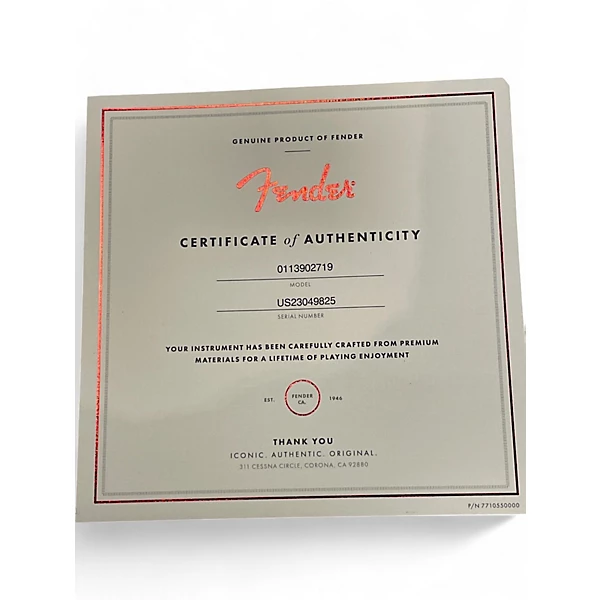 GENUINE PRODUCT OF FENDER
Fender
CERTIFICATE of AUTHENTICITY
0113902719
MODEL
US23049825
SERIAL NUMBER
YOUR INSTRUMENT HAS BEEN CAREFULLY CRAFTED FROM PREMIUM
MATERIALS FOR A LIFETIME OF PLAYING ENJOYMENT
EST. FENDER CA. 1946
THANK YOU
ICONIC. AUTHENTIC. ORIGINAL.
311 CESSNA CIRCLE, CORONA, CA 92880
P/N 7710550000